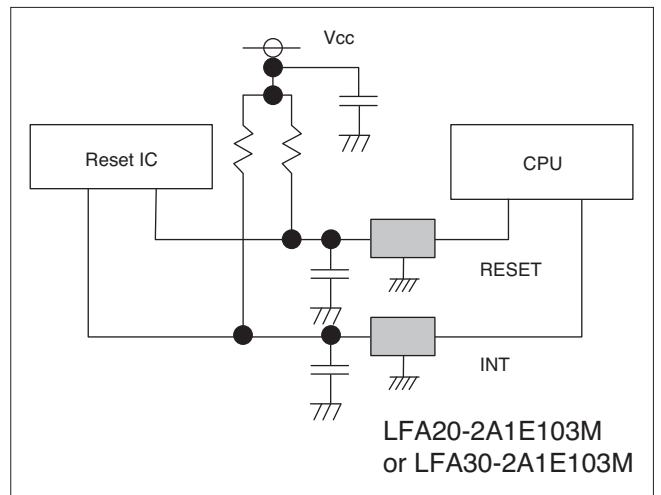 Vcc
Reset IC
CPU
RESET
INT
LFA20-2A1E103M
or LFA30-2A1E103M